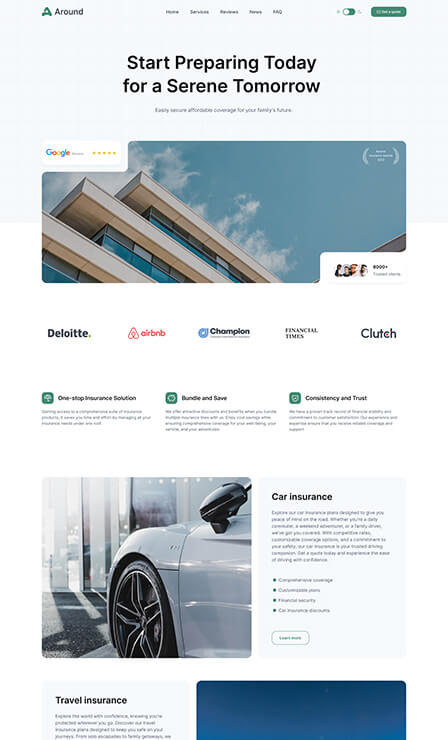 Around
Home
Services
Reviews
News
FAQ
Get a quote
Start Preparing Today
for a Serene Tomorrow
Easily secure affordable coverage for your family's future.
Google
8000+
Trusted clients
Deloitte.
airbnb
Champion
FINANCIAL
TIMES
Clutch
One-stop Insurance Solution
Gaining access to a comprehensive suite of insurance
products, it saves you time and effort by managing all your
insurance needs under one roof.
Bundle and Save
We offer attractive discounts and benefits when you bundle
multiple insurance lines with us. Enjoy cost savings while
ensuring comprehensive coverage for your well-being, your
vehicle, and your adventures.
Consistency and Trust
We have a proven track record of financial stability and
commitment to customer satisfaction. Our experience and
expertise ensure that you receive reliable coverage and
support.
Car insurance
Explore our car insurance plans designed to give you
peace of mind on the road. Whether you're a daily
commuter, a weekend adventurer, or a family driver,
we've got you covered. With competitive rates,
customizable coverage options, and a commitment to
your safety, our car insurance is your trusted driving
companion. Get a quote today and experience the ease
of driving with confidence.
Comprehensive coverage
Customizable plans
Financial security
Car insurance discounts
Learn more
Travel insurance
Explore the world with confidence, knowing you're
protected wherever you go. Discover our travel
insurance plans designed to keep you safe on your
journeys. From solo escapades to family getaways, we